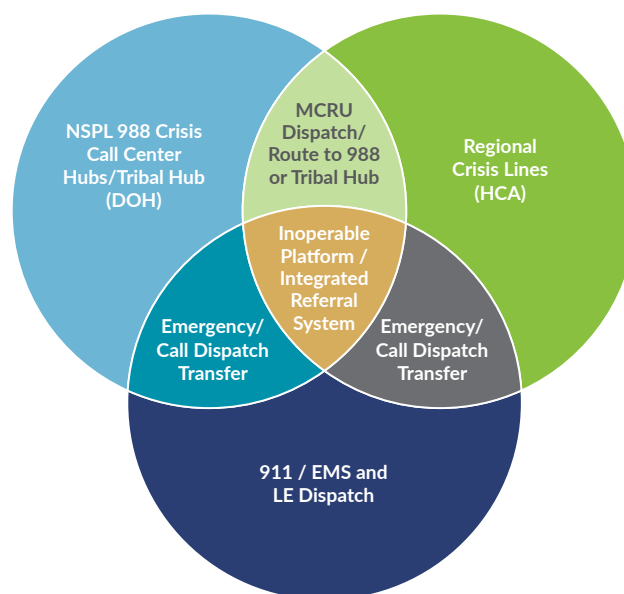 NSPL 988 Crisis
Call Center
Hubs/Tribal Hub
(DOH)
MCRU
Dispatch/
Route to 988
or Tribal Hub
Regional
Crisis Lines
(HCA)
Inoperable
Platform /
Integrated
Referral
System
Emergency/
Call Dispatch
Transfer
Emergency/
Call Dispatch
Transfer
911 / EMS and
LE Dispatch